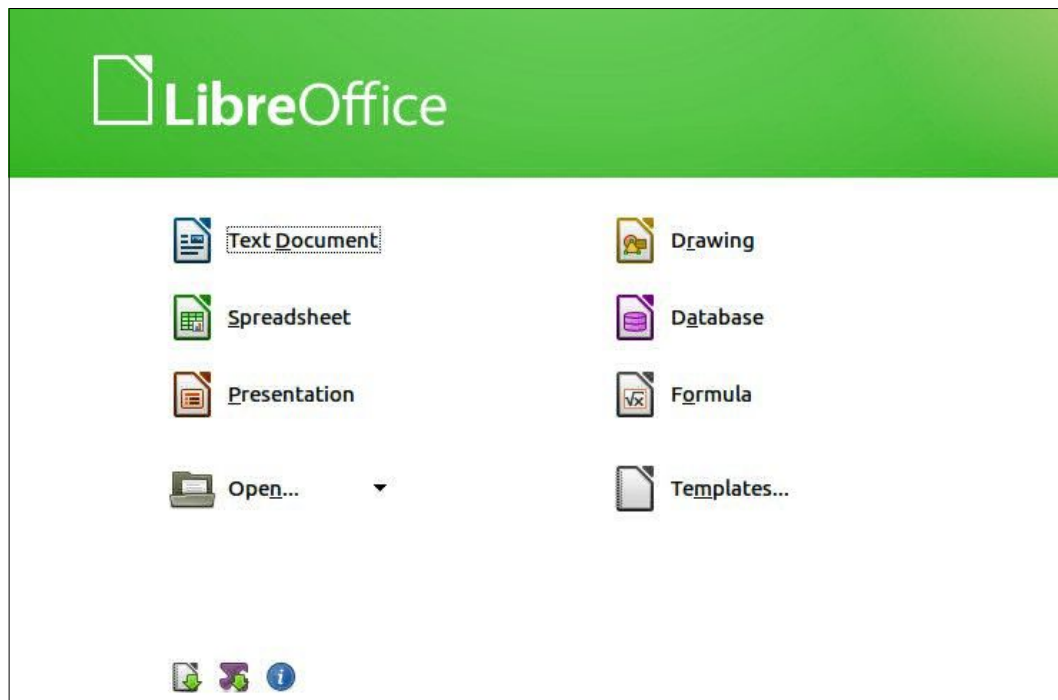 LibreOffice
Text Document
Drawing
Spreadsheet
Database
Presentation
Formula
Open...
Templates...